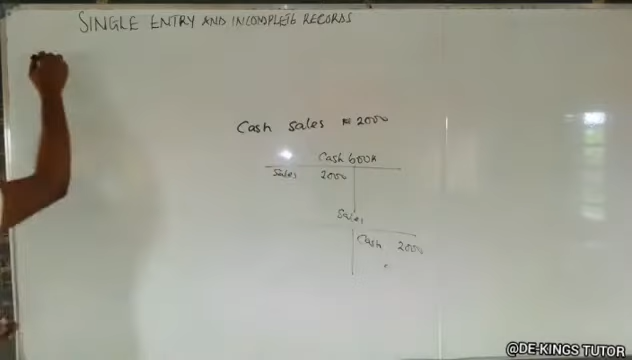 SINGLE ENTRY AND INCOMPLETE RECORDS
Cash sales = 2000
Cash book
Sales 2000
Sales
Cash 2000
@DE-KINGS TUTOR